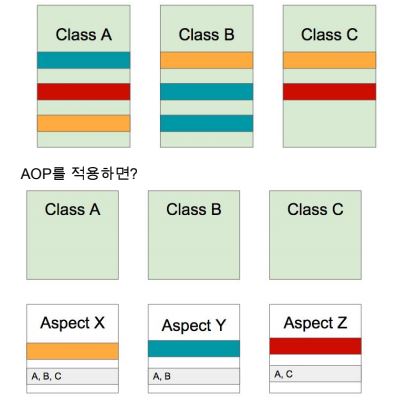 Class A
Class B
Class C
AOP를 적용하면?
Class A
Class B
Class C
Aspect X
Aspect Y
Aspect Z
A, B, C
A, B
A, C